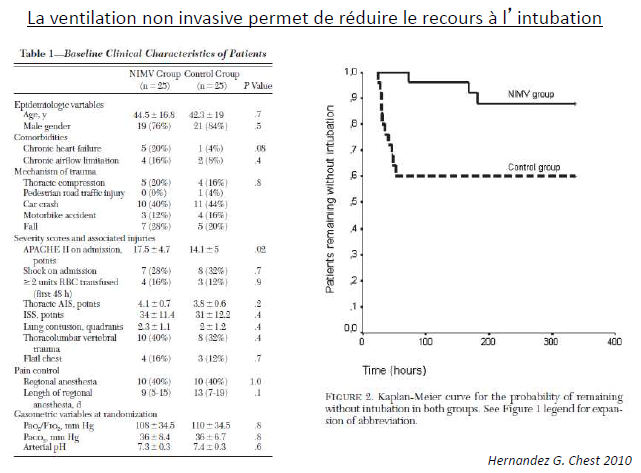 La ventilation non invasive permet de réduire le recours à l’intubation
Table 1—Baseline Clinical Characteristics of Patients
NIMV Group Control Group
(n = 25) (n = 25) P Value
Epidemiologic variables
Age, y 44.5 ± 16.8 42.3 ± 19 .7
Male gender 19 (76%) 21 (84%) .5
Comorbidities
Chronic heart failure 5 (20%) 1 (4%) .08
Chronic airflow limitation 4 (16%) 2 (8%) .4
Mechanism of trauma
Thoracic compression 5 (20%) 4 (16%) .8
Pedestrian road traffic injury 0 (0%) 1 (4%)
Car crash 10 (40%) 11 (44%)
Motorbike accident 3 (12%) 4 (16%)
Fall 7 (28%) 5 (20%)
Severity scores and associated injuries
APACHE II on admission, 17.5 ± 4.7 14.1 ± 5 .02
points
Shock on admission 7 (28%) 8 (32%) .7
≥ 2 units RBC transfused 4 (16%) 3 (12%) .9
(first 48 h)
Thoracic AIS, points 4.1 ± 0.7 3.8 ± 0.6 .2
ISS, points 34 ± 11.4 31 ± 12.2 .4
Lung contusion, quadrants 2.3 ± 1.1 2 ± 1.2 .4
Thoracolumbar vertebral 10 (40%) 8 (32%) .4
trauma
Flail chest 4 (16%) 3 (12%) .7
Pain control
Regional anesthesia 10 (40%) 10 (40%) 1.0
Length of regional 9 (5-15) 13 (7-19) .1
anesthesia, d
Gasometric variables at randomization
PaO₂/FIO₂, mm Hg 108 ± 34.5 110 ± 34.5 .8
PaCO₂, mm Hg 36 ± 8.4 36 ± 6.7 .8
Arterial pH 7.3 ± 0.3 7.4 ± 0.3 .6
Patients remaining without intubation
1,0
,9
,8
,7
,6
,5
,4
,3
,2
,1
0,0
NIMV group
Control group
0 100 200 300 400
Time (hours)
FIGURE 2. Kaplan-Meier curve for the probability of remaining
without intubation in both groups. See Figure 1 legend for expan-
sion of abbreviation.
Hernandez G. Chest 2010